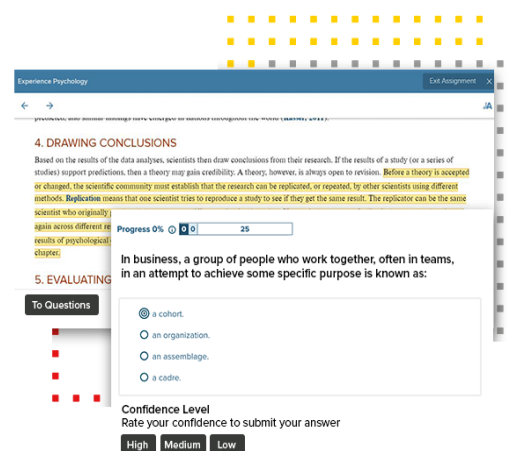 Experience Psychology
Exit Assignment X
4. DRAWING CONCLUSIONS
Based on the results of the data analyses, scientists then draw conclusions from their research. If the results of a study (or a series of
studies) support predictions, then a theory may gain credibility. A theory, however, is always open to revision. Before a theory is accepted
or changed, the scientific community must establish that the research can be replicated, or repeated, by other scientists using different
methods. Replication means that one scientist tries to reproduce a study to see if they get the same result. The replicator can be the same
scientist who originally
again across different re
results of psychological
chapter.
5. EVALUATING
To Questions
Progress 0% 0 0 25
In business, a group of people who work together, often in teams,
in an attempt to achieve some specific purpose is known as:
a cohort.
an organization.
an assemblage.
a cadre.
Confidence Level
Rate your confidence to submit your answer
High Medium Low